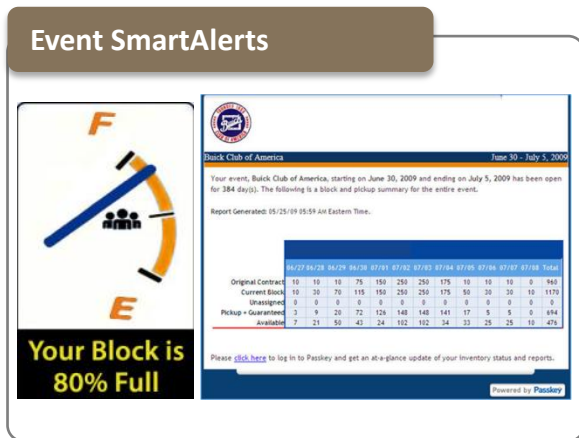 Event SmartAlerts
F
E
Your Block is
80% Full
Buick Club of America June 30 - July 5, 2009
Your event, Buick Club of America, starting on June 30, 2009 and ending on July 5, 2009 has been open
for 384 day(s). The following is a block and pickup summary for the entire event.
Report Generated: 05/25/09 05:59 AM Eastern Time.
06/27 06/28 06/29 06/30 07/01 07/02 07/03 07/04 07/05 07/06 07/07 07/08 Total
Original Contract 10 10 10 75 150 250 250 175 10 10 10 0 960
Current Block 10 30 70 115 150 250 250 175 50 30 30 10 1170
Unassigned 0 0 0 0 0 0 0 0 0 0 0 0 0
Pickup + Guaranteed 3 9 20 72 126 148 148 141 17 5 5 0 694
Available 7 21 50 43 24 102 102 34 33 25 25 10 476
Please click here to log in to Passkey and get an at-a-glance update of your inventory status and reports.
Powered by Passkey